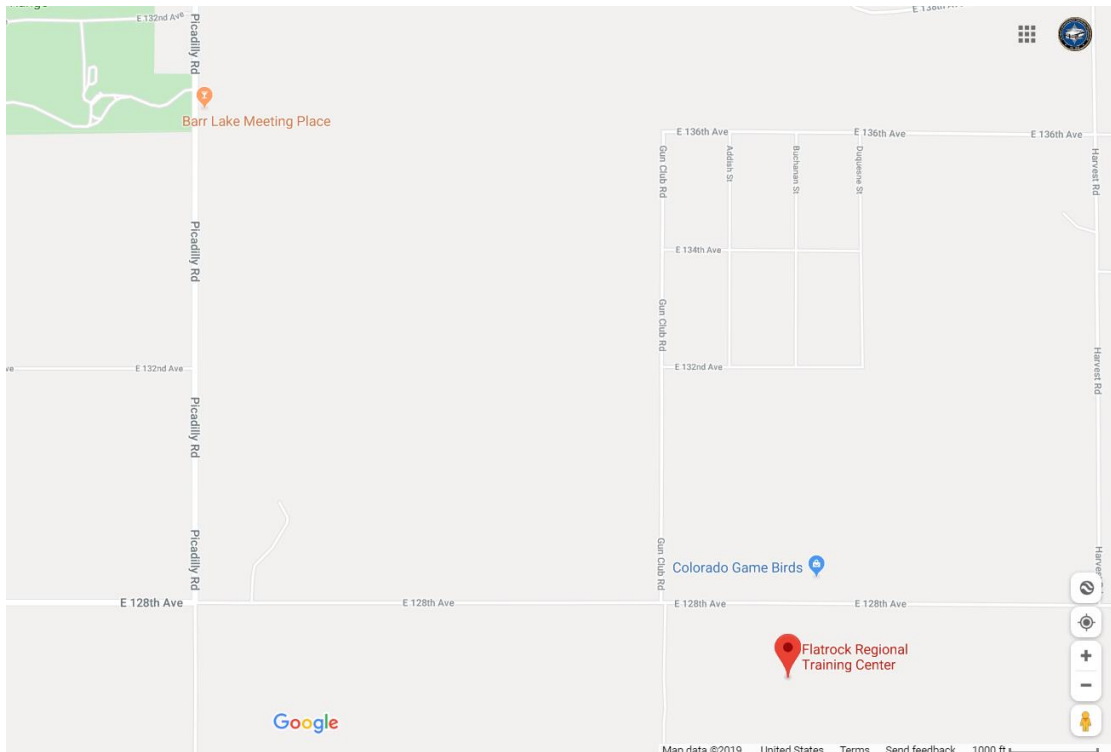 E 132nd Ave
Picadilly Rd
E 138th Ave
Barr Lake Meeting Place
E 136th Ave
E 136th Ave
E 136th Ave
Gun Club Rd
Addish St
Buchanan St
Duquesne St
Harvest Rd
Picadilly Rd
E 134th Ave
Gun Club Rd
Harvest Rd
ve
E 132nd Ave
E 132nd Ave
Picadilly Rd
Picadilly Rd
Gun Club Rd
Colorado Game Birds
E 128th Ave
E 128th Ave
E 128th Ave
E 128th Ave
Flatrock Regional
Training Center
Google
Map data ©2019 United States Terms Send feedback 1000 ft